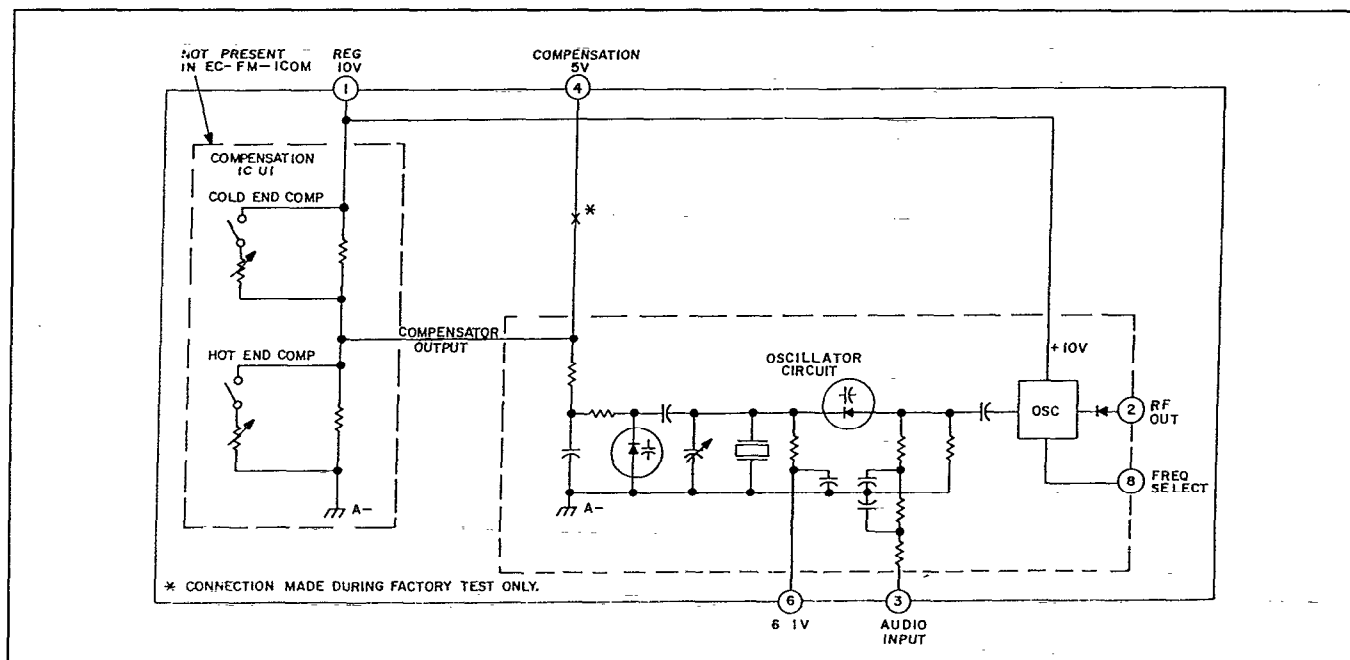 NOT PRESENT
IN EC-FM-ICOM
REG
10V
1
COMPENSATION
5V
4
COMPENSATION
IC U1
COLD END COMP
*
COMPENSATOR
OUTPUT
HOT END COMP
OSCILLATOR
CIRCUIT
+10V
OSC
2
RF
OUT
8
FREQ
SELECT
A-
A-
* CONNECTION MADE DURING FACTORY TEST ONLY.
6
6 1V
3
AUDIO
INPUT